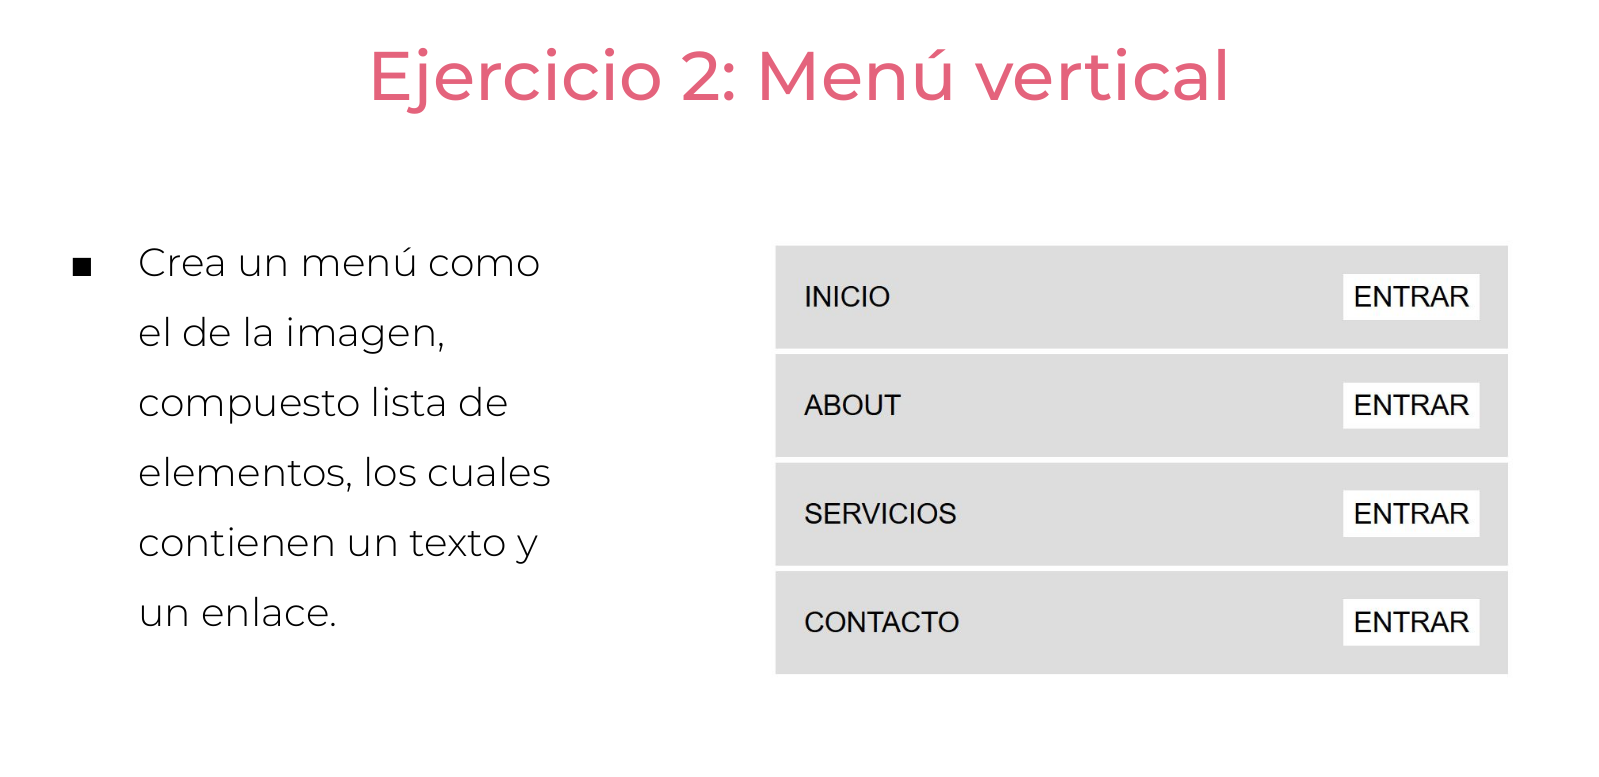 Ejercicio 2: Menú vertical
Crea un menú como
el de la imagen,
compuesto lista de
elementos, los cuales
contienen un texto y
un enlace.
INICIO ENTRAR
ABOUT ENTRAR
SERVICIOS ENTRAR
CONTACTO ENTRAR